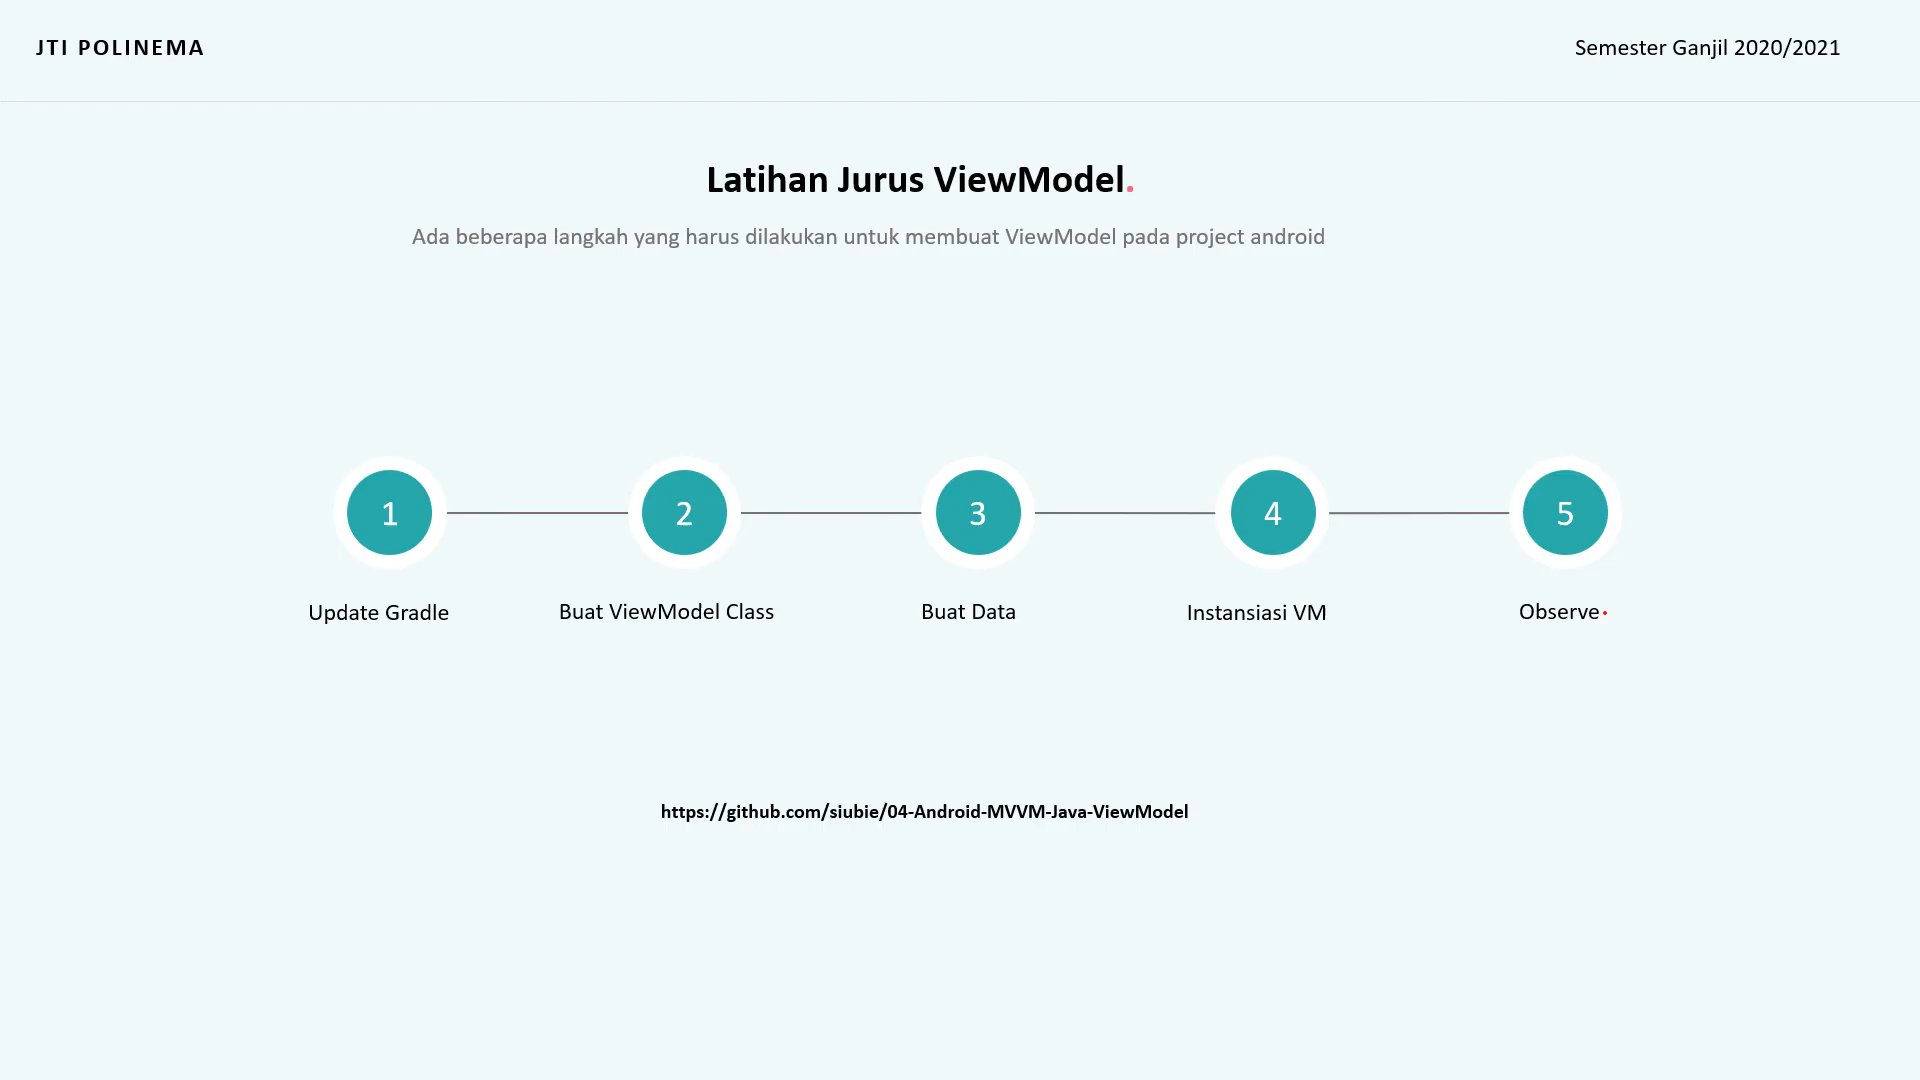 JTI POLINEMA
Semester Ganjil 2020/2021
Latihan Jurus ViewModel.
Ada beberapa langkah yang harus dilakukan untuk membuat ViewModel pada project android
1
2
3
4
5
Update Gradle
Buat ViewModel Class
Buat Data
Instansiasi VM
Observe
https://github.com/siubie/04-Android-MVVM-Java-ViewModel